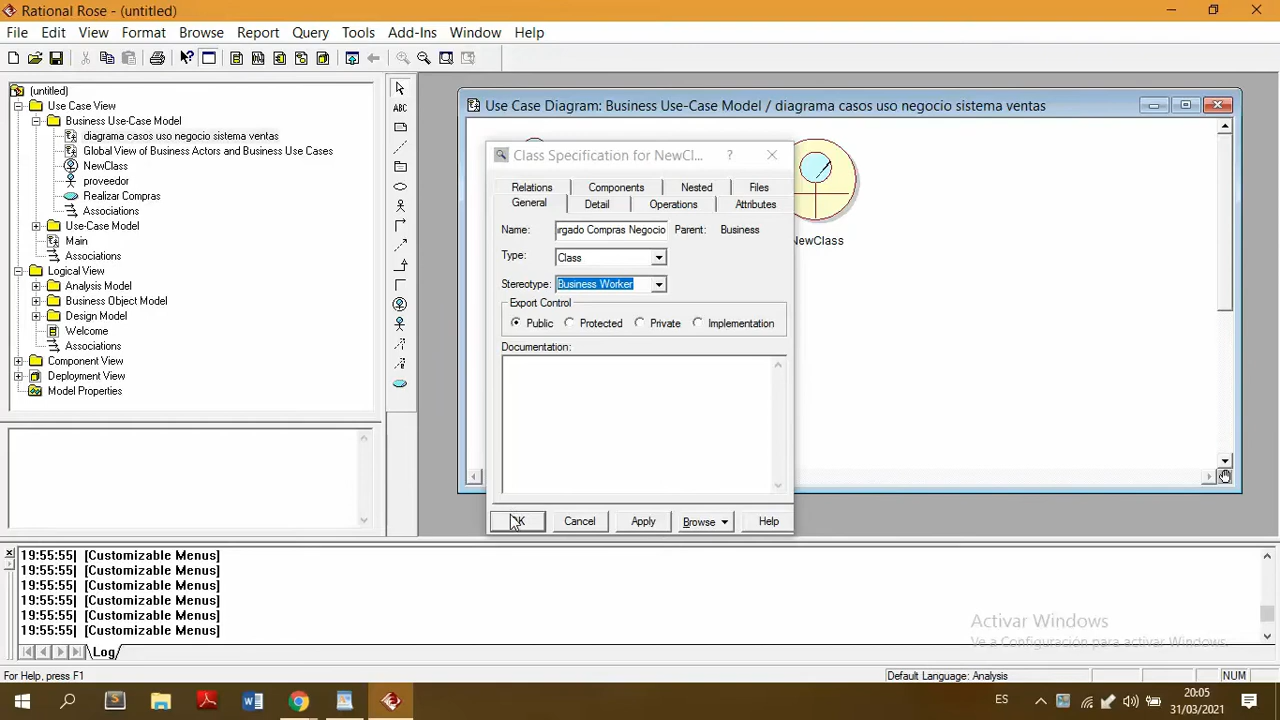 Rational Rose - (untitled)
File Edit View Format Browse Report Query Tools Add-Ins Window Help
(untitled)
Use Case View
Business Use-Case Model
diagrama casos uso negocio sistema ventas
Global View of Business Actors and Business Use Cases
NewClass
proveedor
Realizar Compras
Associations
Use-Case Model
Main
Associations
Logical View
Analysis Model
Business Object Model
Design Model
Welcome
Associations
Component View
Deployment View
Model Properties
ABC
Use Case Diagram: Business Use-Case Model / diagrama casos uso negocio sistema ventas
NewClass
Class Specification for NewCl...
Relations Components Nested Files
General Detail Operations Attributes
Name: rgado Compras Negocio Parent: Business
Type: Class
Stereotype: Business Worker
Export Control
Public Protected Private Implementation
Documentation:
OK Cancel Apply Browse Help
19:55:55| [Customizable Menus]
19:55:55| [Customizable Menus]
19:55:55| [Customizable Menus]
19:55:55| [Customizable Menus]
19:55:55| [Customizable Menus]
19:55:55| [Customizable Menus]
Log
Activar Windows
Ve a Configuración para activar Windows.
For Help, press F1
Default Language: Analysis
NUM
ES
20:05
31/03/2021